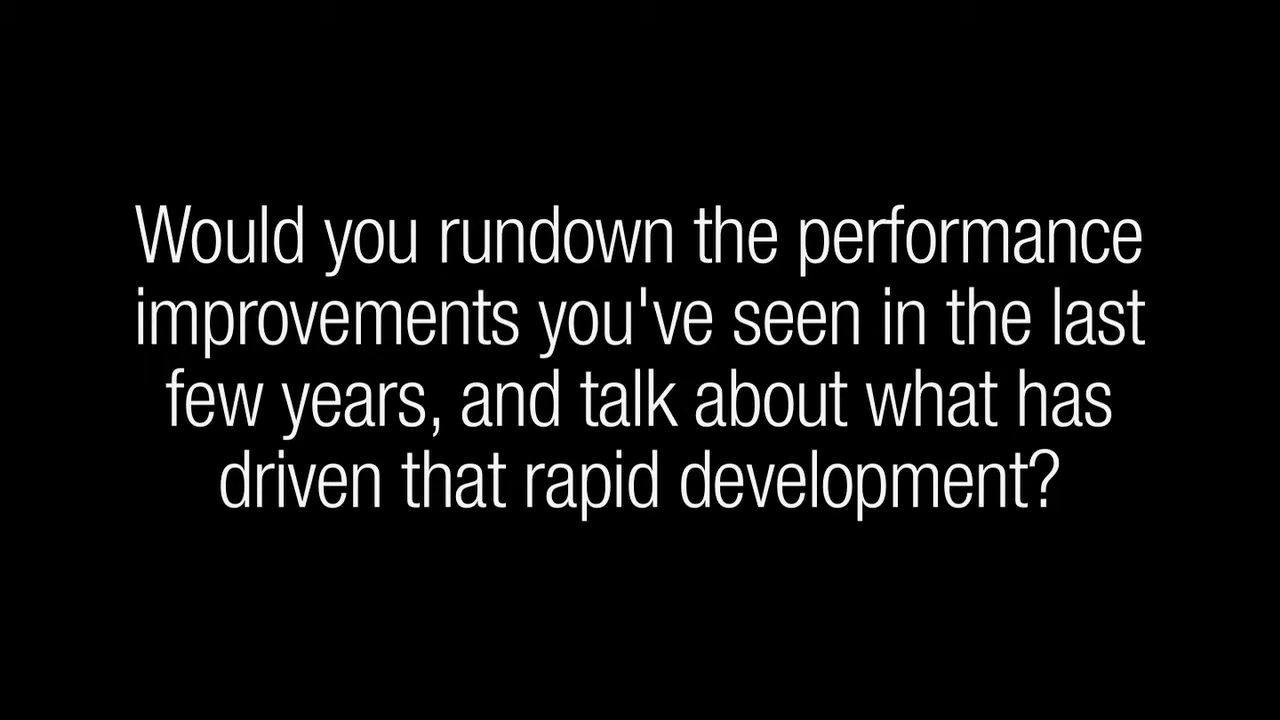 Would you rundown the performance
improvements you've seen in the last
few years, and talk about what has
driven that rapid development?